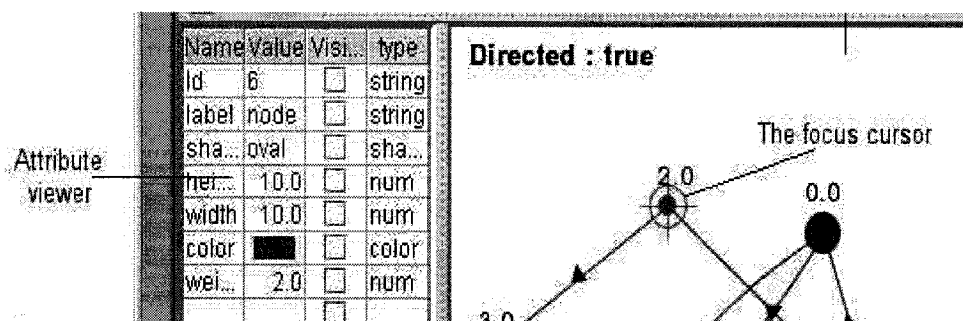 Name Value Visi... type
Id 6 string
label node string
sha... oval sha...
hei... 10.0 num
width 10.0 num
color color
wei... 2.0 num
Attribute
viewer
Directed : true
The focus cursor
2.0
0.0
3.0